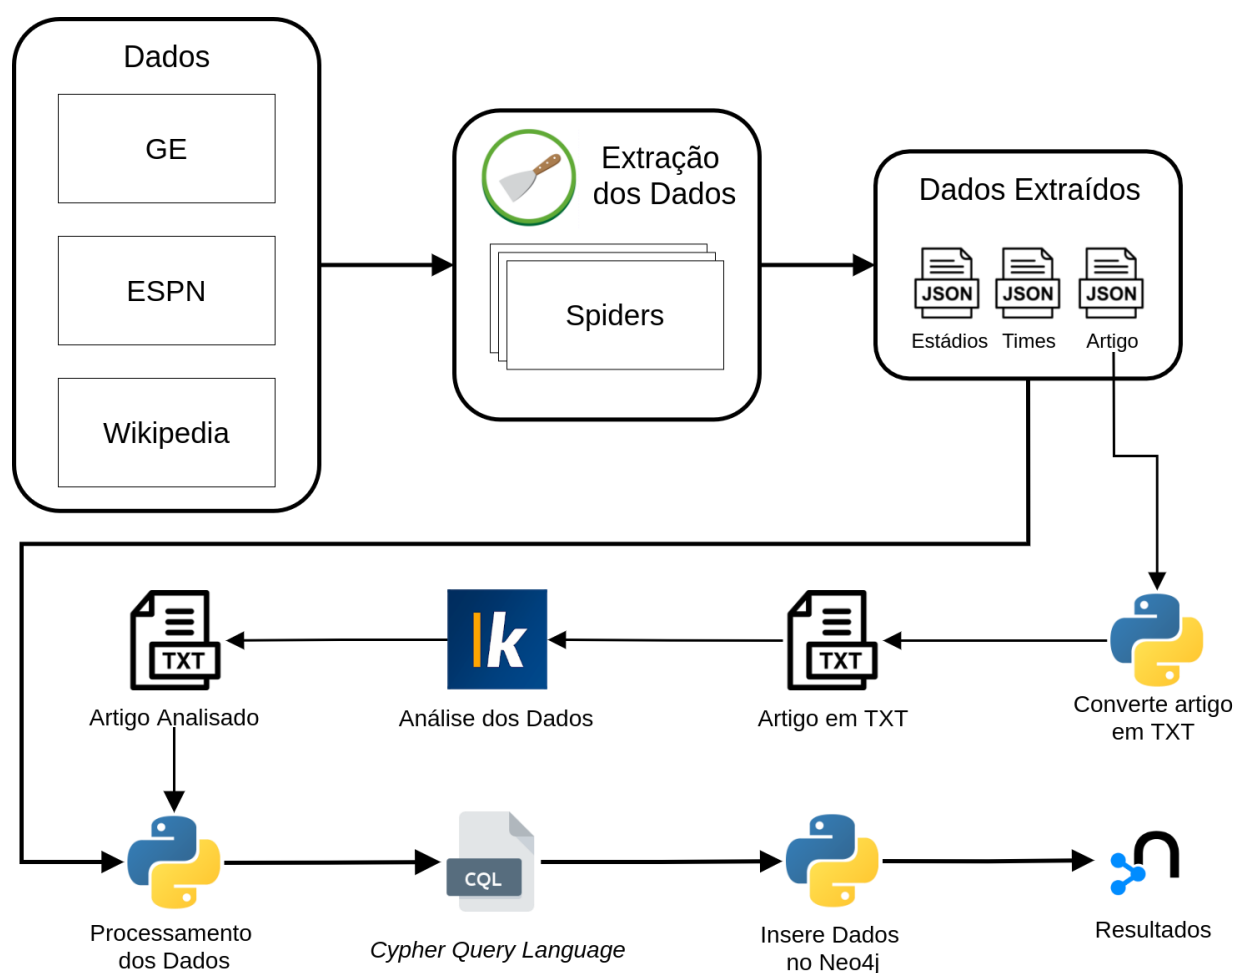 Dados
GE
ESPN
Wikipedia
Extração
dos Dados
Spiders
Dados Extraídos
JSON
JSON
JSON
Estádios
Times
Artigo
TXT
k
TXT
Artigo Analisado
Análise dos Dados
Artigo em TXT
Converte artigo
em TXT
CQL
Processamento
dos Dados
Cypher Query Language
Insere Dados
no Neo4j
Resultados